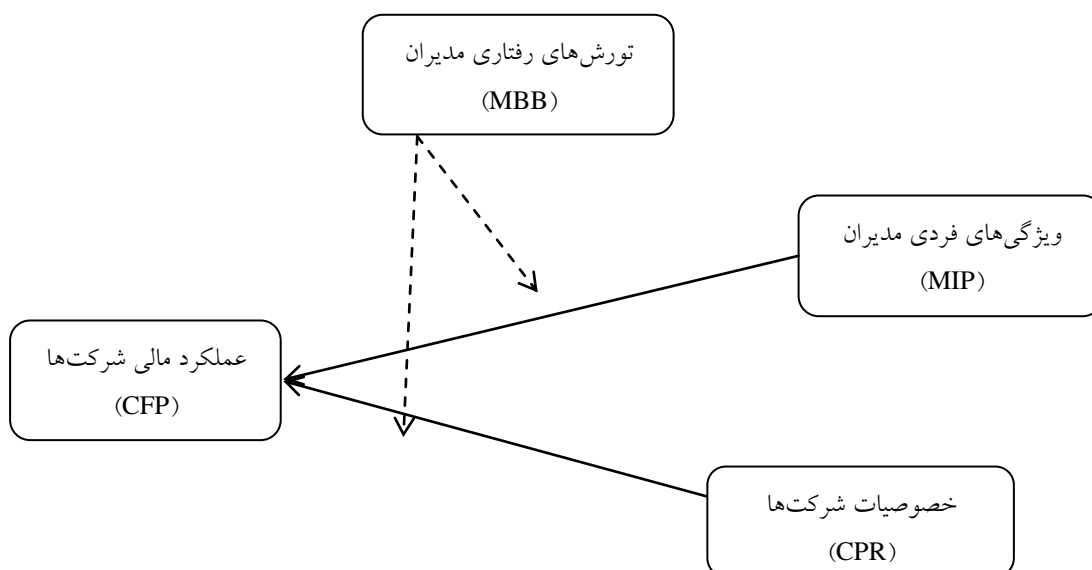 تورش‌های رفتاری مدیران
(MBB)
ویژگی‌های فردی مدیران
(MIP)
عملکرد مالی شرکت‌ها
(CFP)
خصوصیات شرکت‌ها
(CPR)